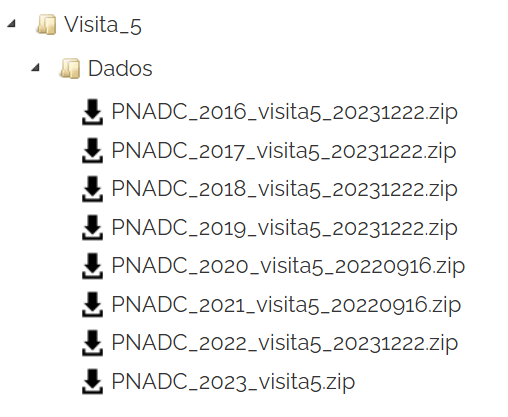 Visita_5
Dados
PNADC_2016_visita5_20231222.zip
PNADC_2017_visita5_20231222.zip
PNADC_2018_visita5_20231222.zip
PNADC_2019_visita5_20231222.zip
PNADC_2020_visita5_20220916.zip
PNADC_2021_visita5_20220916.zip
PNADC_2022_visita5_20231222.zip
PNADC_2023_visita5.zip